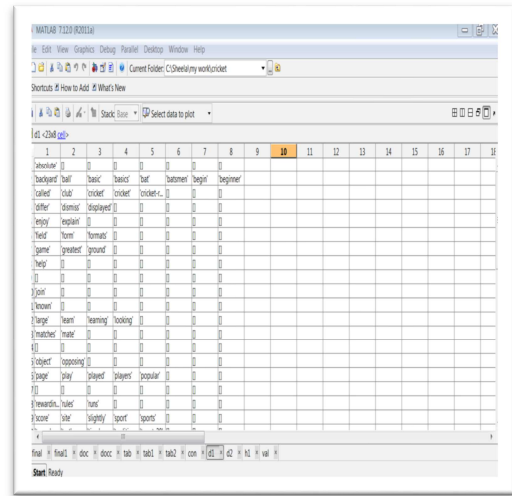 MATLAB 7.12.0 (R2011a)
Edit View Graphics Debug Parallel Desktop Window Help
Current Folder: C:\Sheela\my work\cricket
Shortcuts How to Add What's New
Stack: Base Select data to plot
d1 <23x8 cell>
1 2 3 4 5 6 7 8 9 10 11 12 13 14 15 16 17 18
'absolute' [] [] [] [] [] [] []
'backyard' 'ball' 'basic' 'basics' 'bat' 'batsmen' 'begin' 'beginner'
'called' 'club' 'cricket' 'cricket' 'cricket-r... [] [] []
'differ' 'dismiss' 'displayed' [] [] [] [] []
'enjoy' 'explain' [] [] [] [] [] []
'field' 'form' 'formats' [] [] [] [] []
'game' 'greatest' 'ground' [] [] [] [] []
'help' [] [] [] [] [] [] []
[] [] [] [] [] [] [] []
'join' [] [] [] [] [] [] []
'known' [] [] [] [] [] [] []
'large' 'learn' 'learning' 'looking' [] [] [] []
'matches' 'mate' [] [] [] [] [] []
[] [] [] [] [] [] [] []
'object' 'opposing' [] [] [] [] [] []
'page' 'play' 'played' 'players' 'popular' [] [] []
[] [] [] [] [] [] [] []
'rewardin... 'rules' 'runs' [] [] [] [] []
'score' 'site' 'slightly' 'sport' 'sports' [] [] []
final final1 doc docc tab tab1 tab2 con d1 d2 h1 val
Start Ready